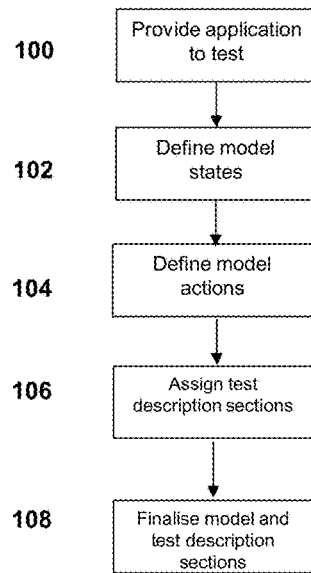 100
Provide application
to test
102
Define model
states
104
Define model
actions
106
Assign test
description sections
108
Finalise model and
test description
sections